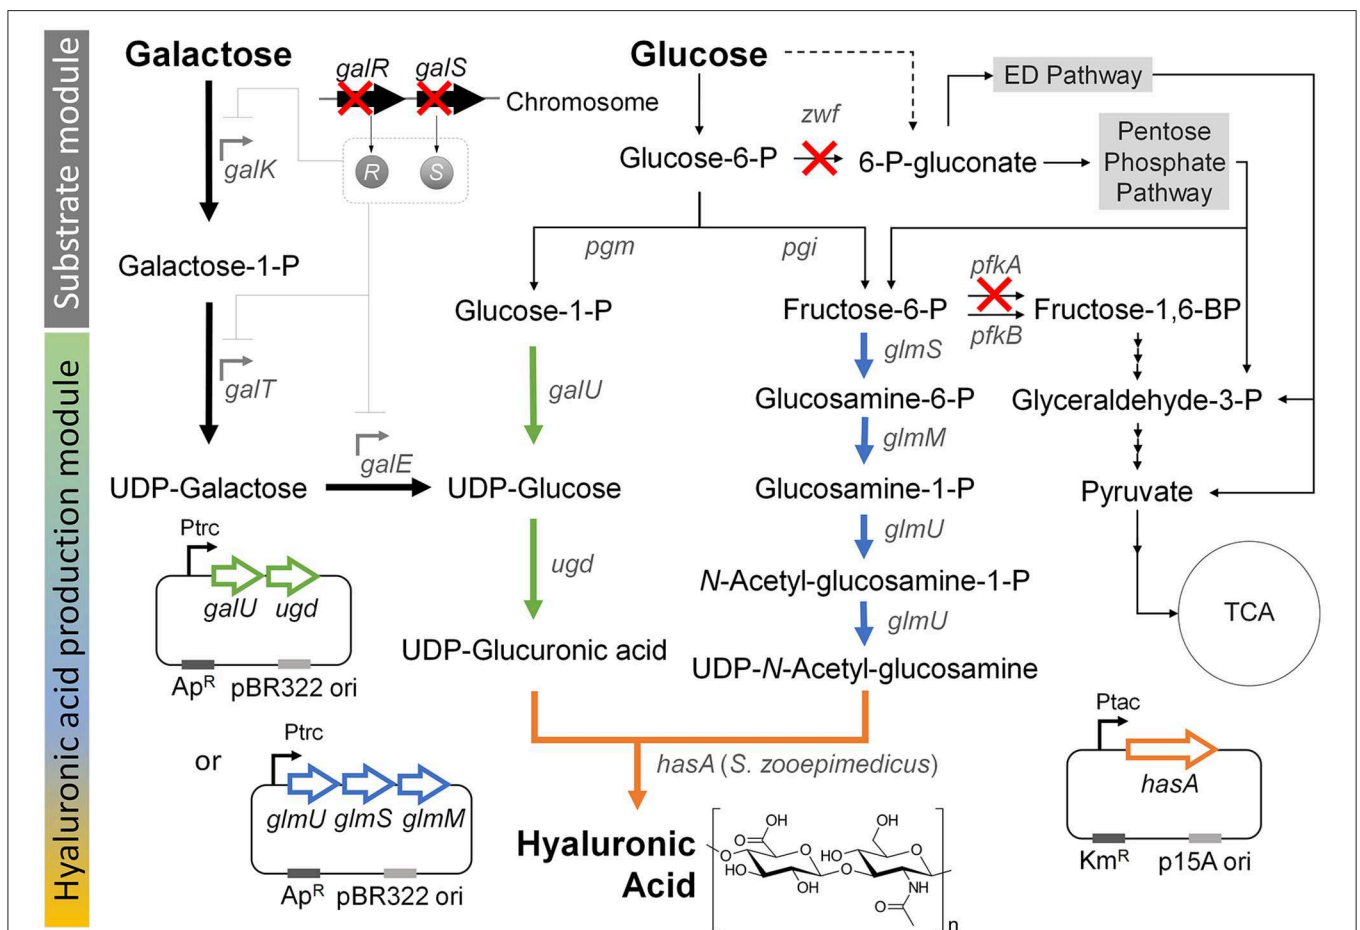 Substrate module
Hyaluronic acid production module
Galactose
galR
galS
Chromosome
R
S
galK
Galactose-1-P
galT
UDP-Galactose
galE
Glucose
Glucose-6-P
zwf
6-P-gluconate
ED Pathway
Pentose
Phosphate
Pathway
pgm
pgi
Glucose-1-P
Fructose-6-P
pfkA
pfkB
Fructose-1,6-BP
galU
glmS
Glucosamine-6-P
Glyceraldehyde-3-P
glmM
UDP-Glucose
Glucosamine-1-P
Pyruvate
glmU
ugd
N-Acetyl-glucosamine-1-P
glmU
TCA
UDP-Glucuronic acid
UDP-N-Acetyl-glucosamine
hasA (S. zooepimedicus)
Hyaluronic
Acid
OH
O
O
O
HO
OH
O
OH
HO
O
O
NH
O
n
Ptrc
galU ugd
ApR pBR322 ori
or
Ptrc
glmU glmS glmM
ApR pBR322 ori
Ptac
hasA
KmR p15A ori